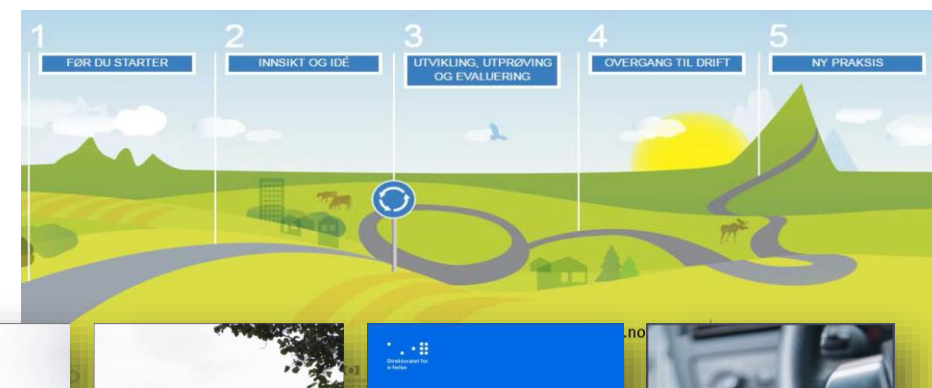 1
FØR DU STARTER
2
INNSIKT OG IDÉ
3
UTVIKLING, UTPRØVING
OG EVALUERING
4
OVERGANG TIL DRIFT
5
NY PRAKSIS
.no
Direktoratet for
e-helse